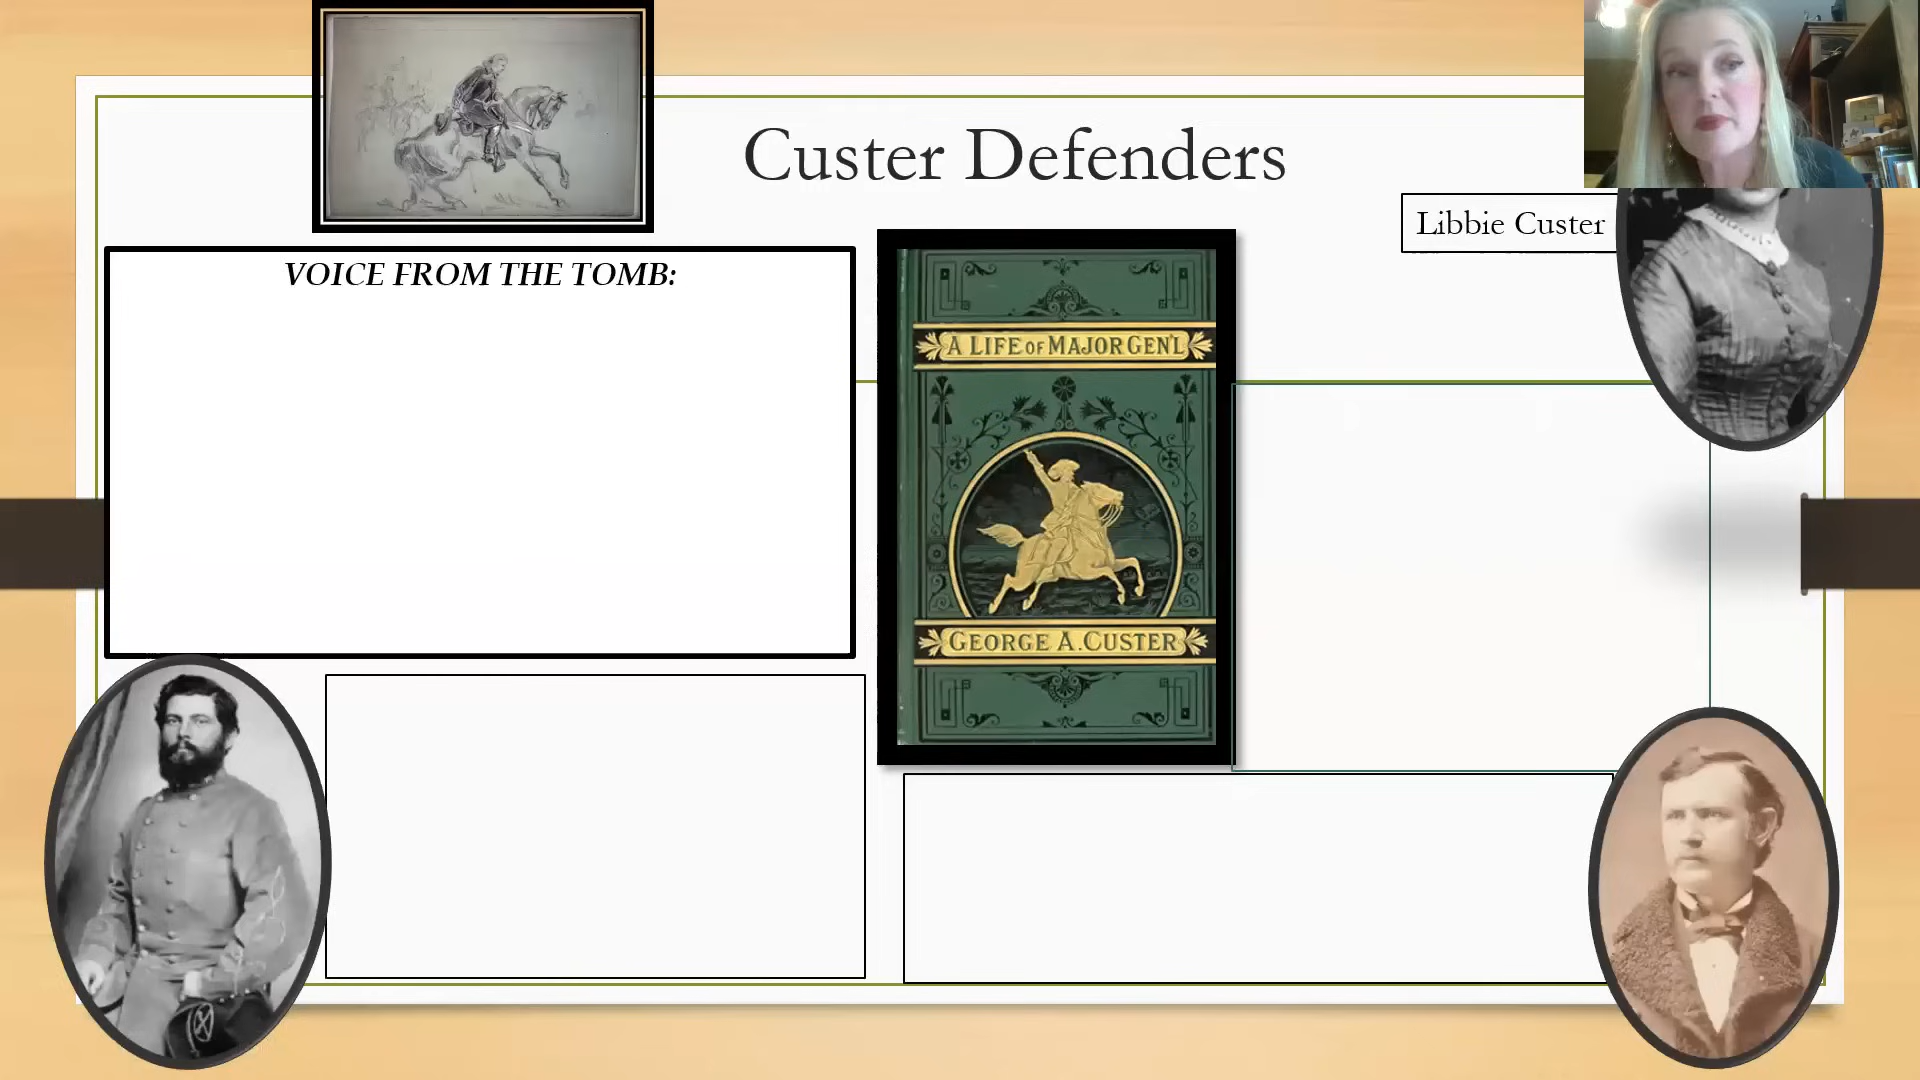 Custer Defenders
Libbie Custer
VOICE FROM THE TOMB:
A LIFE OF MAJOR GEN'L
GEORGE A. CUSTER